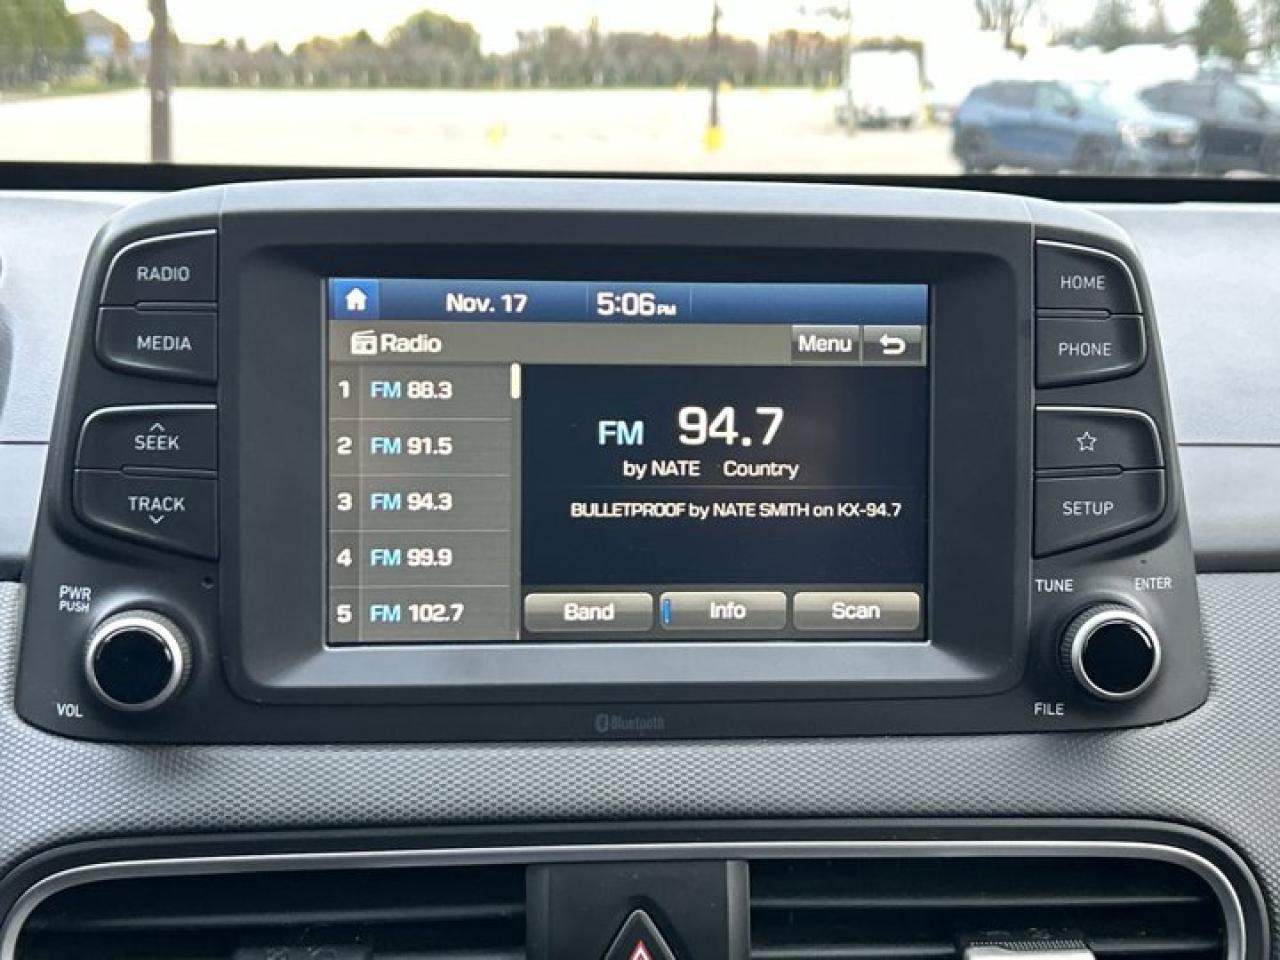 RADIO
MEDIA
SEEK
TRACK
PWR
PUSH
VOL
Nov. 17 5:06 PM
Radio Menu
1 FM 88.3
2 FM 91.5
3 FM 94.3
4 FM 99.9
5 FM 102.7
FM 94.7
by NATE Country
BULLETPROOF by NATE SMITH on KX-94.7
Band Info Scan
HOME
PHONE
SETUP
TUNE ENTER
FILE
Bluetooth